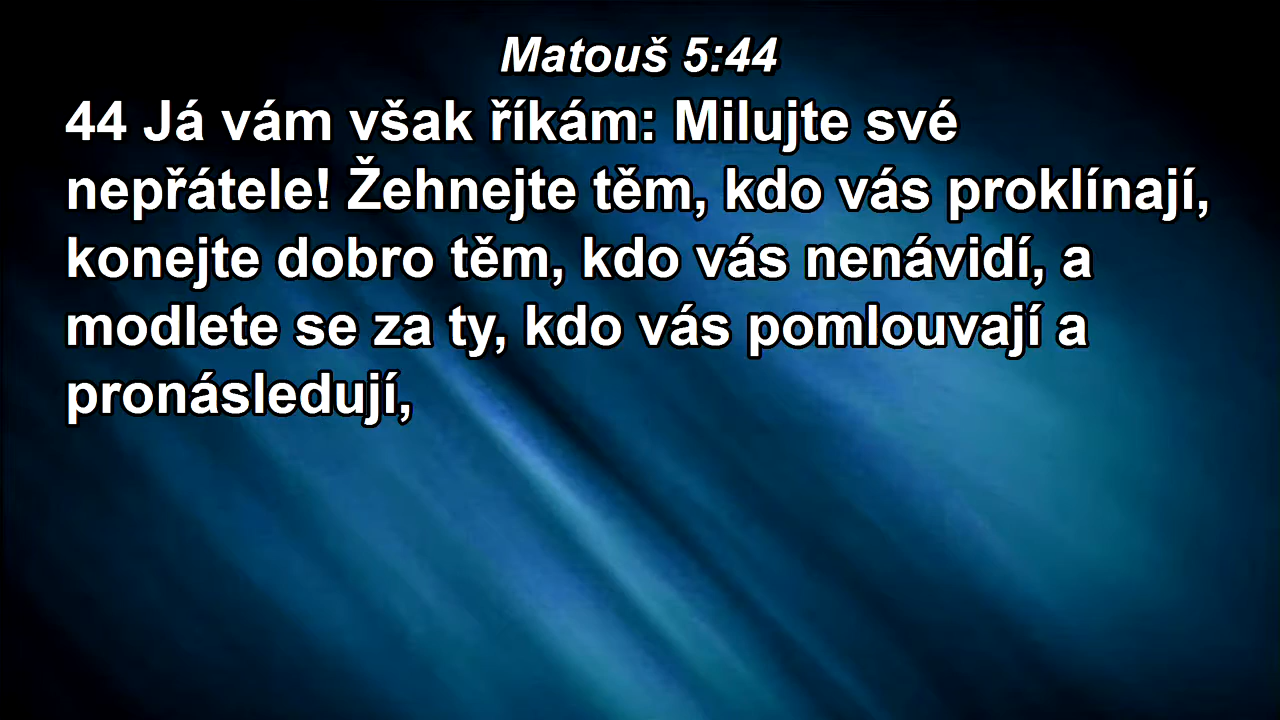 Matouš 5:44
44 Já vám však říkám: Milujte své
nepřátele! Žehnejte těm, kdo vás proklínají,
konejte dobro těm, kdo vás nenávidí, a
modlete se za ty, kdo vás pomlouvají a
pronásledují,